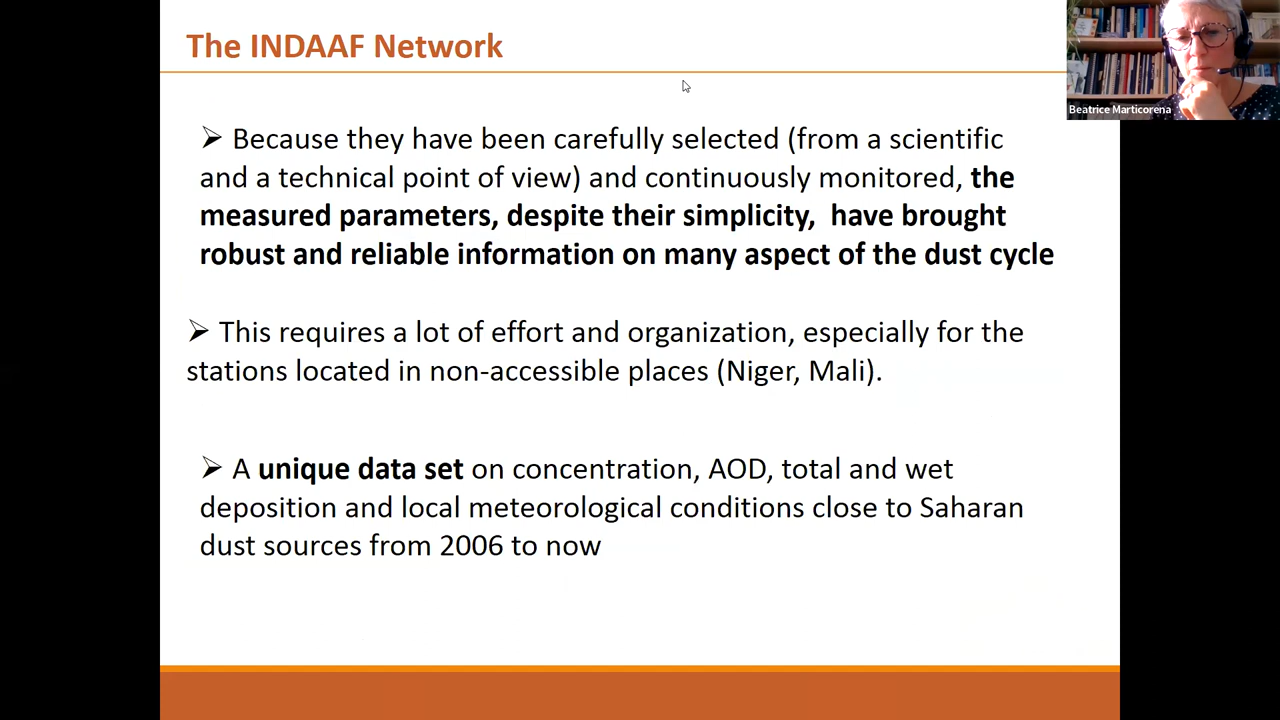 The INDAAF Network
Beatrice Marticorena
➢ Because they have been carefully selected (from a scientific
and a technical point of view) and continuously monitored, the
measured parameters, despite their simplicity,  have brought
robust and reliable information on many aspect of the dust cycle
➢ This requires a lot of effort and organization, especially for the
stations located in non-accessible places (Niger, Mali).
➢ A unique data set on concentration, AOD, total and wet
deposition and local meteorological conditions close to Saharan
dust sources from 2006 to now